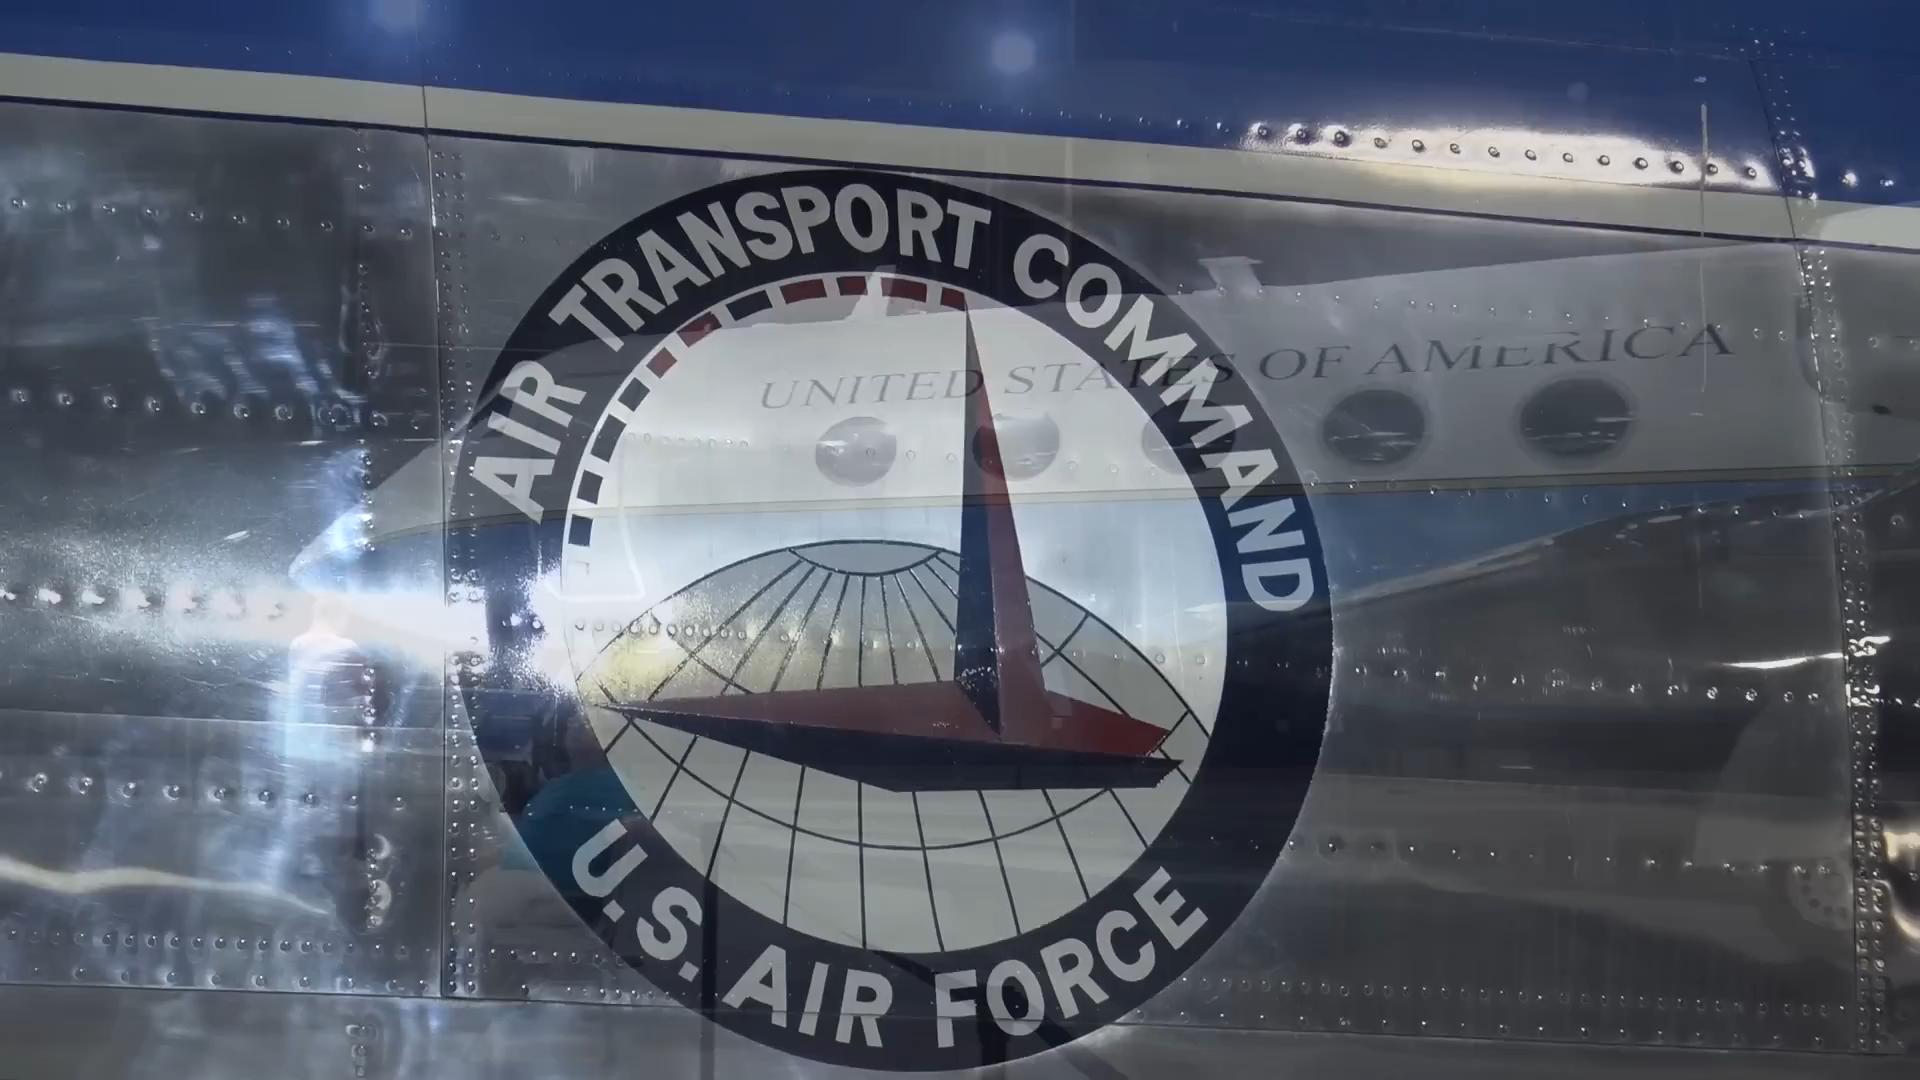 AIR TRANSPORT COMMAND
UNITED STATES OF AMERICA
U.S. AIR FORCE